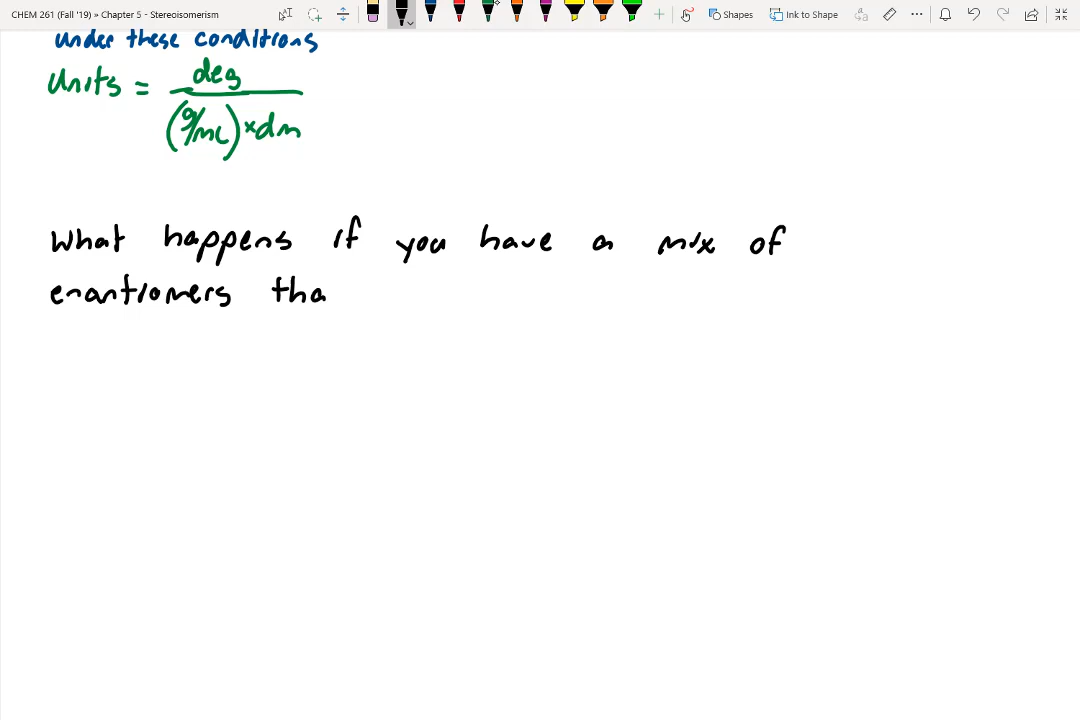 CHEM 261 (Fall '19) » Chapter 5 - Stereoisomerism
Shapes
Ink to Shape
under these conditions
Units = deg
(g/mL) × dm
What happens if you have a mix of
enantiomers tha